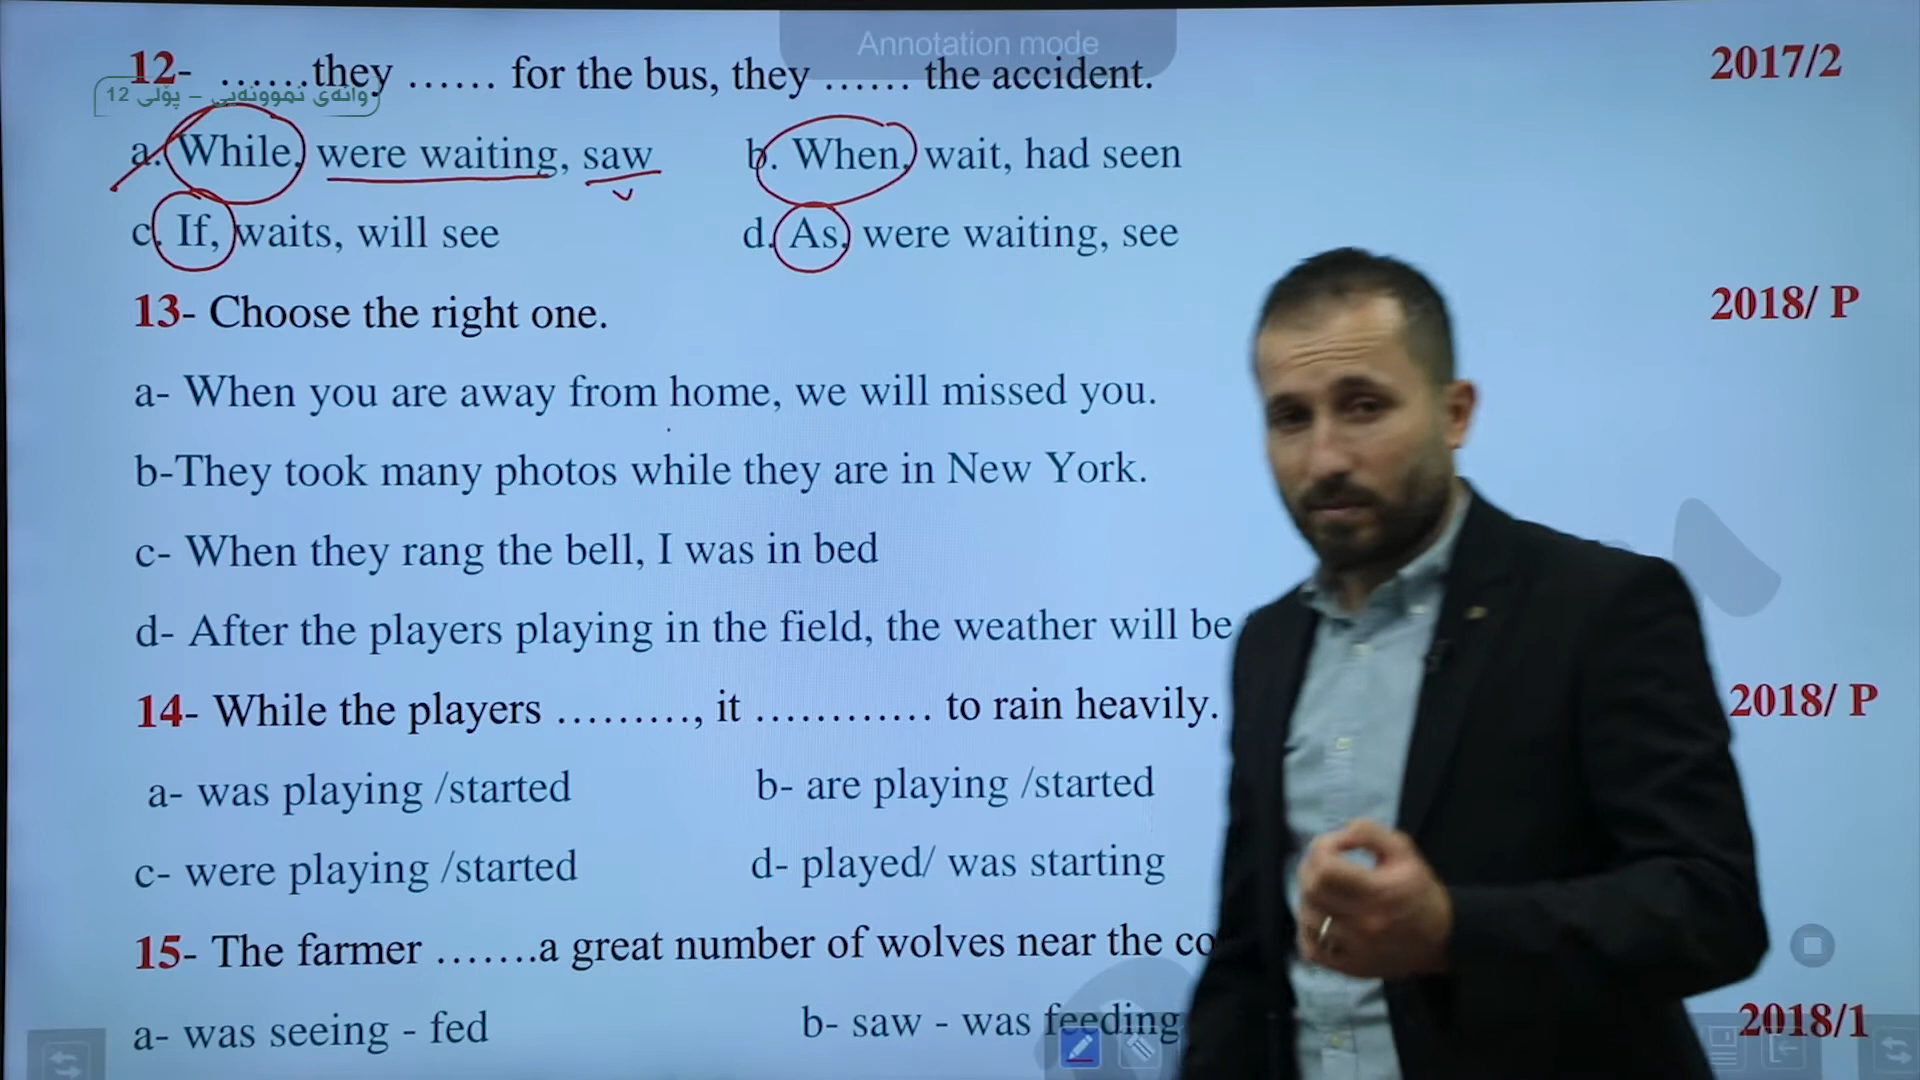 Annotation mode
12- ......they ...... for the bus, they ...... the accident. 2017/2
وانەی نموونەیی – پۆلی 12
a. While, were waiting, saw b. When, wait, had seen
c. If, waits, will see d. As, were waiting, see
13- Choose the right one. 2018/ P
a- When you are away from home, we will missed you.
b-They took many photos while they are in New York.
c- When they rang the bell, I was in bed
d- After the players playing in the field, the weather will be
14- While the players ........., it ............ to rain heavily. 2018/ P
a- was playing /started b- are playing /started
c- were playing /started d- played/ was starting
15- The farmer .......a great number of wolves near the co
a- was seeing - fed b- saw - was feeding 2018/1